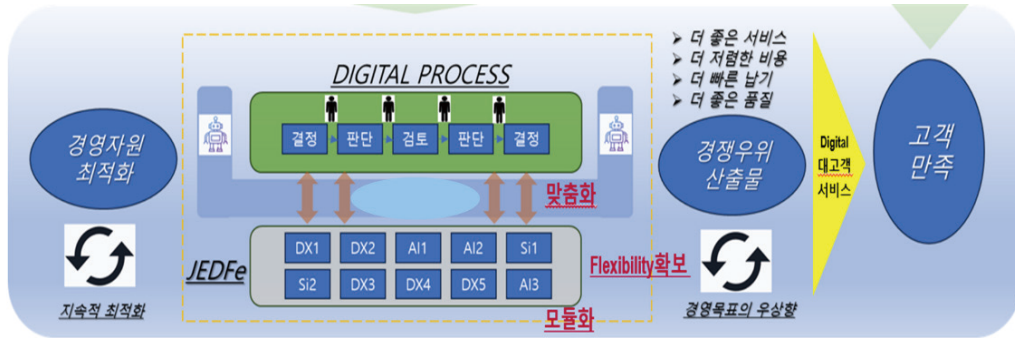 경영자원
최적화
지속적 최적화
DIGITAL PROCESS
결정 판단 검토 판단 결정
맞춤화
JEDFe
DX1 DX2 AI1 AI2 Si1
Si2 DX3 DX4 DX5 AI3
모듈화
Flexibility확보
더 좋은 서비스
더 저렴한 비용
더 빠른 납기
더 좋은 품질
경쟁우위
산출물
경영목표의 우상향
Digital
대고객
서비스
고객
만족